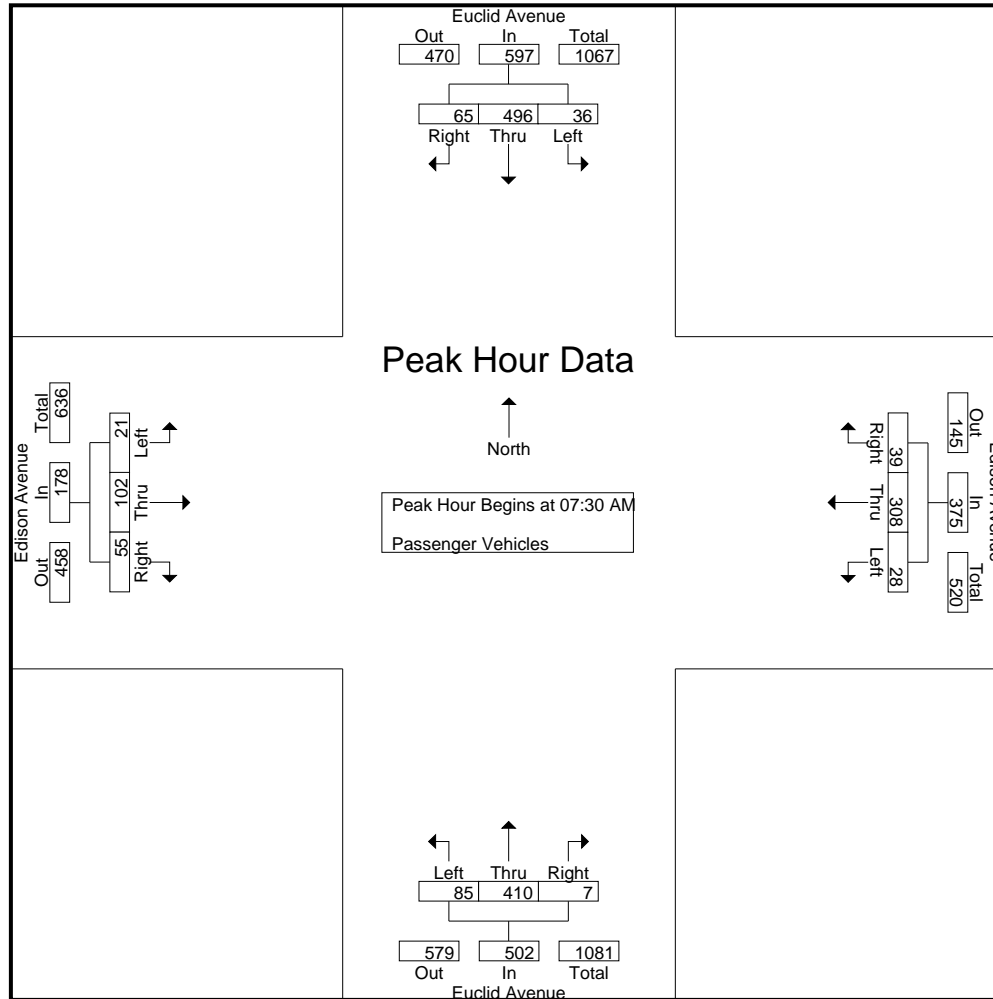 Euclid Avenue
Out In Total
470 597 1067
65 496 36
Right Thru Left
Peak Hour Data
North
Peak Hour Begins at 07:30 AM
Passenger Vehicles
Edison Avenue
Total In Out
636 178 458
21 102 55
Left Thru Right
Edison Avenue
Out In Total
145 375 520
39 308 28
Right Thru Left
Left Thru Right
85 410 7
579 502 1081
Out In Total
Euclid Avenue